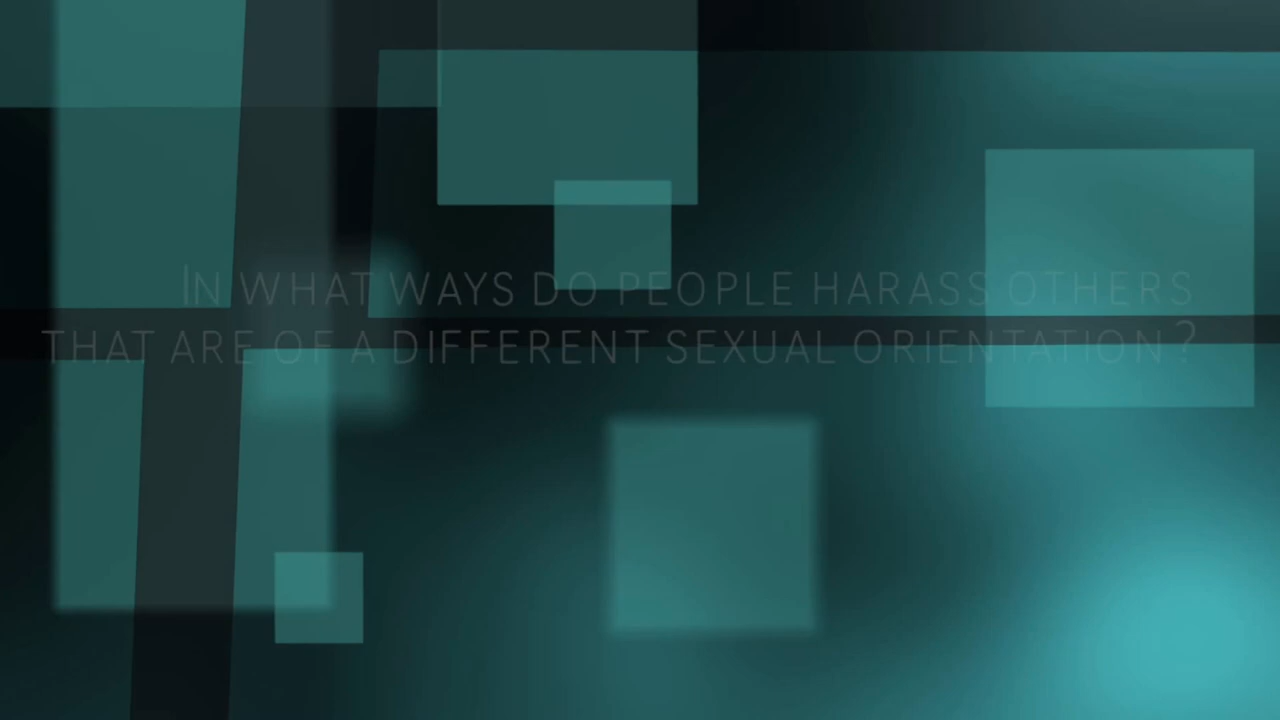 In what ways do people harass others
that are of a different sexual orientation?